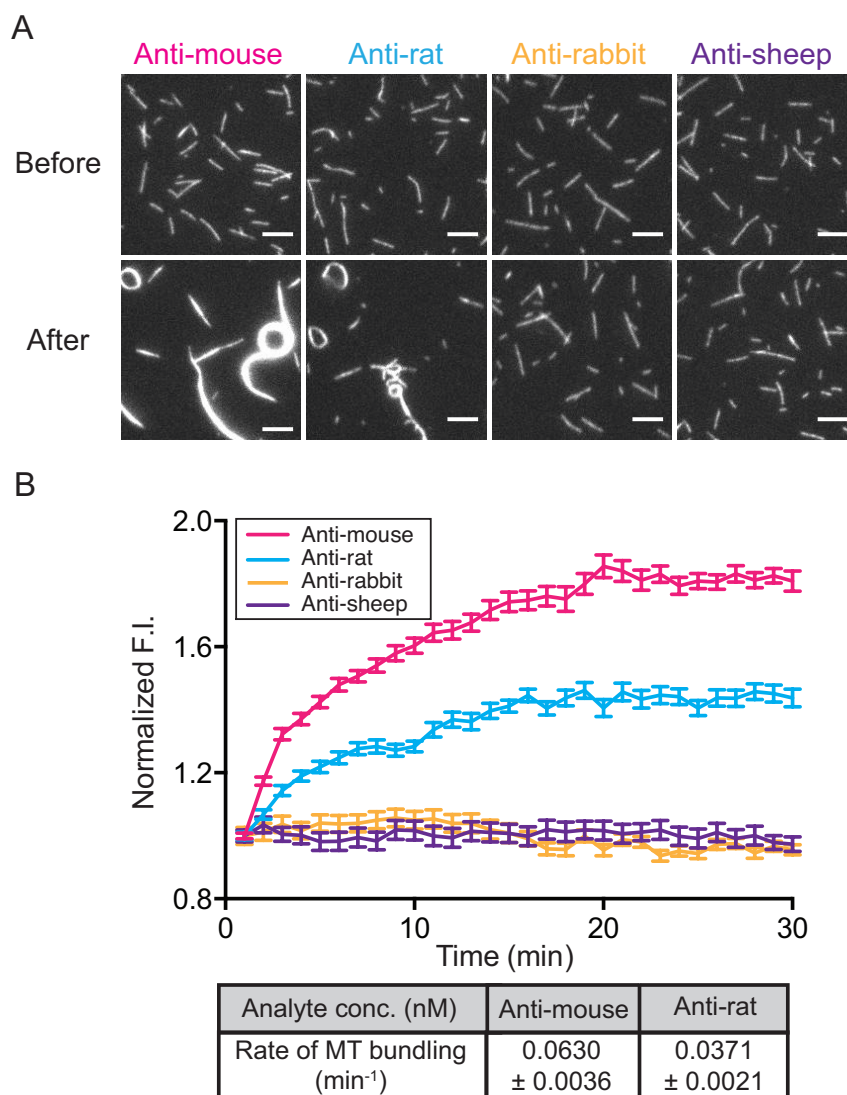 A
Anti-mouse Anti-rat Anti-rabbit Anti-sheep
Before
After
B
2.0
1.6
1.2
0.8
Normalized F.I.
Anti-mouse
Anti-rat
Anti-rabbit
Anti-sheep
0 10 20 30
Time (min)
Analyte conc. (nM) Anti-mouse Anti-rat
Rate of MT bundling 0.0630 0.0371
(min-1) ± 0.0036 ± 0.0021